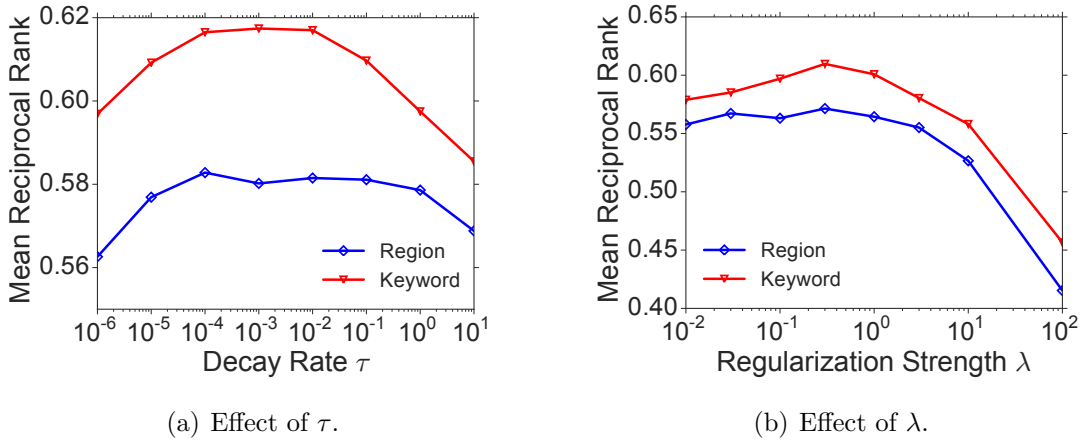 0.62
0.60
0.58
0.56
Mean Reciprocal Rank
Region
Keyword
10^-6 10^-5 10^-4 10^-3 10^-2 10^-1 10^0 10^1
Decay Rate τ
(a) Effect of τ.
0.65
0.60
0.55
0.50
0.45
0.40
Mean Reciprocal Rank
Region
Keyword
10^-2 10^-1 10^0 10^1 10^2
Regularization Strength λ
(b) Effect of λ.